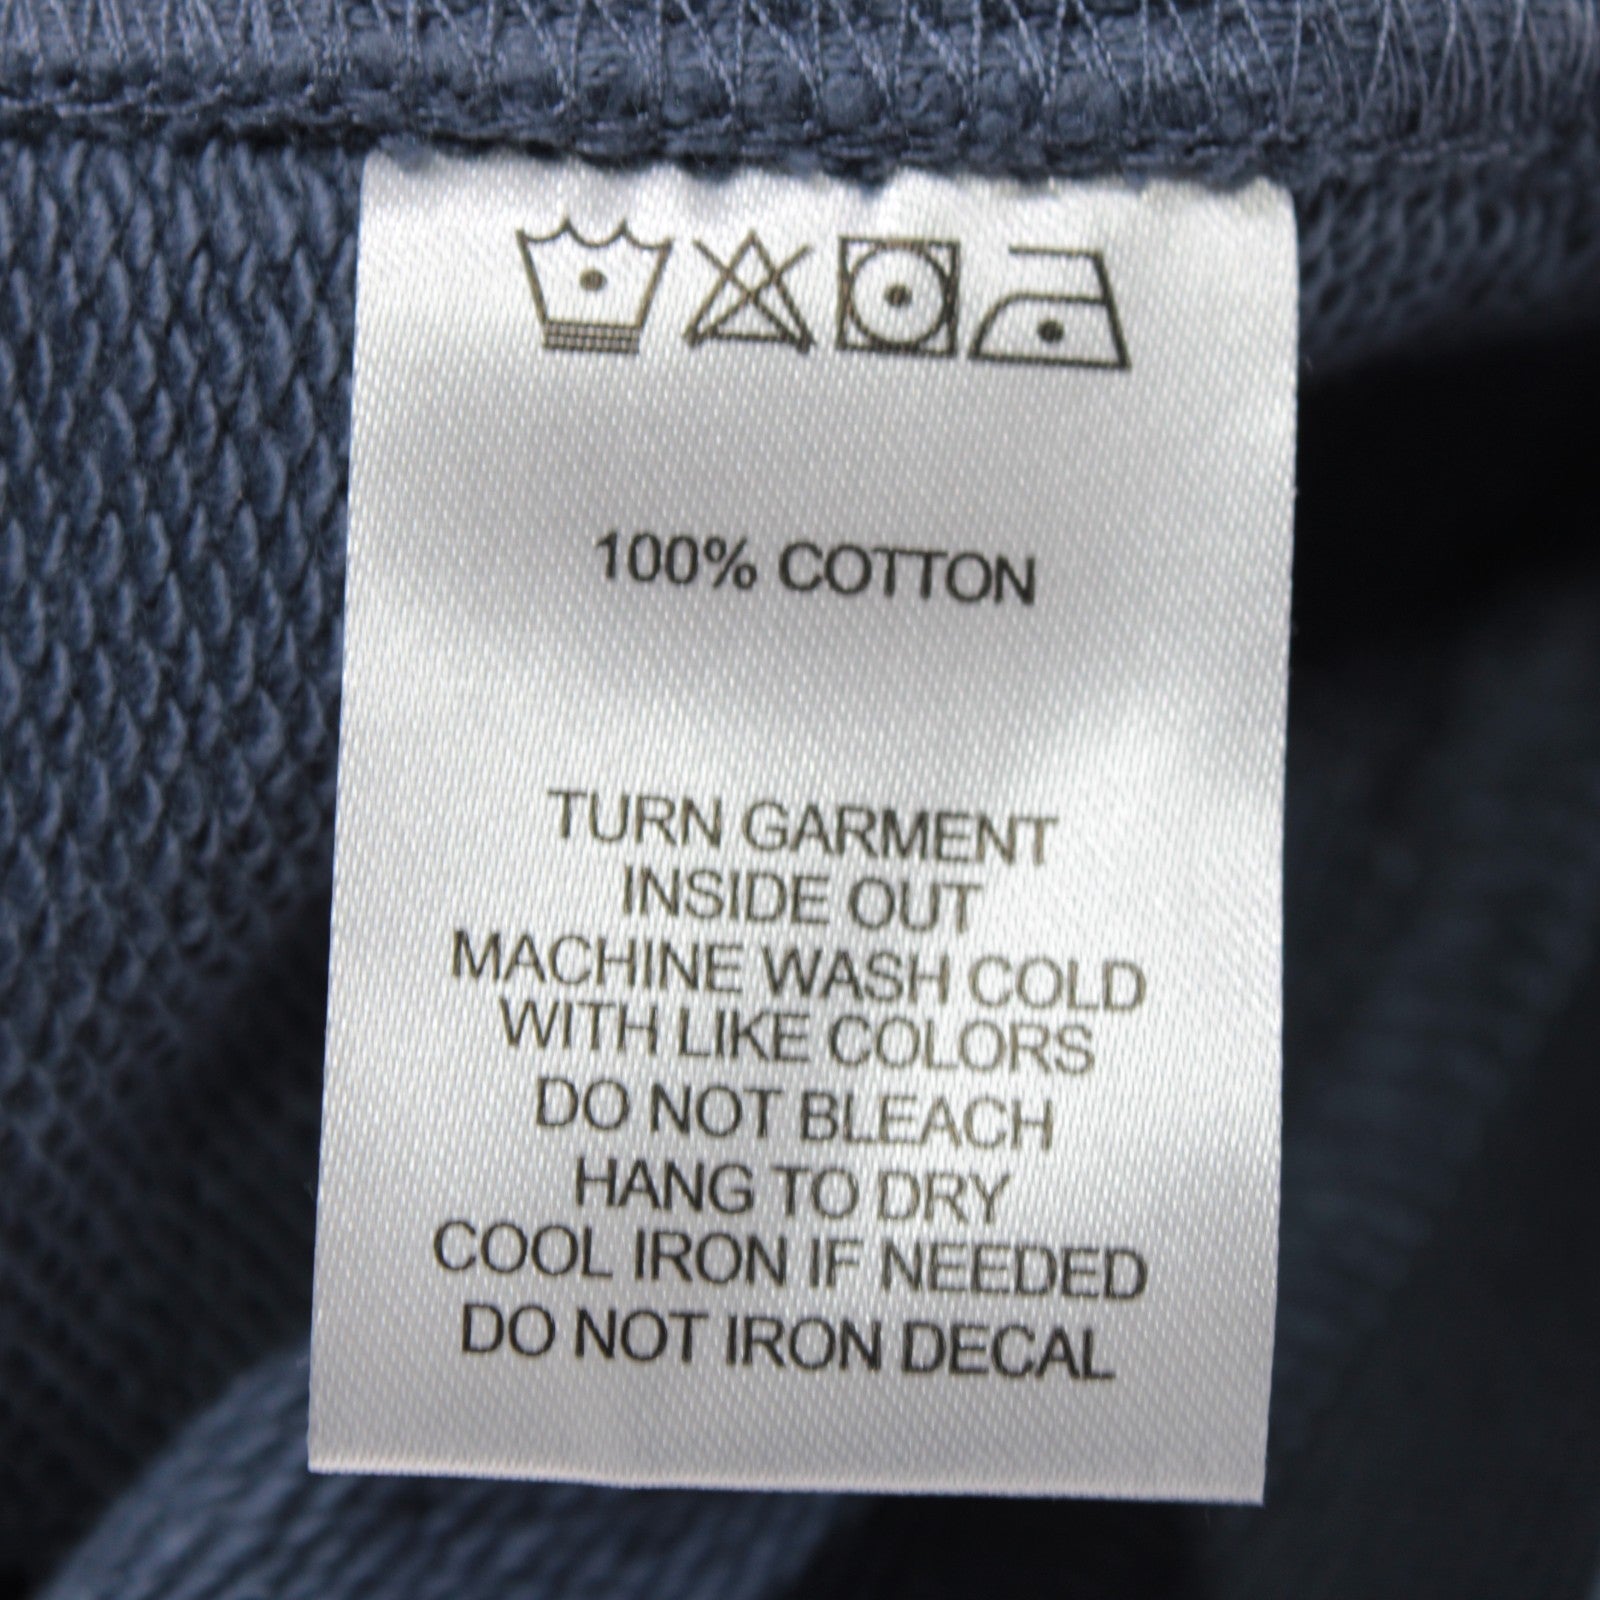 100% COTTON
TURN GARMENT
INSIDE OUT
MACHINE WASH COLD
WITH LIKE COLORS
DO NOT BLEACH
HANG TO DRY
COOL IRON IF NEEDED
DO NOT IRON DECAL